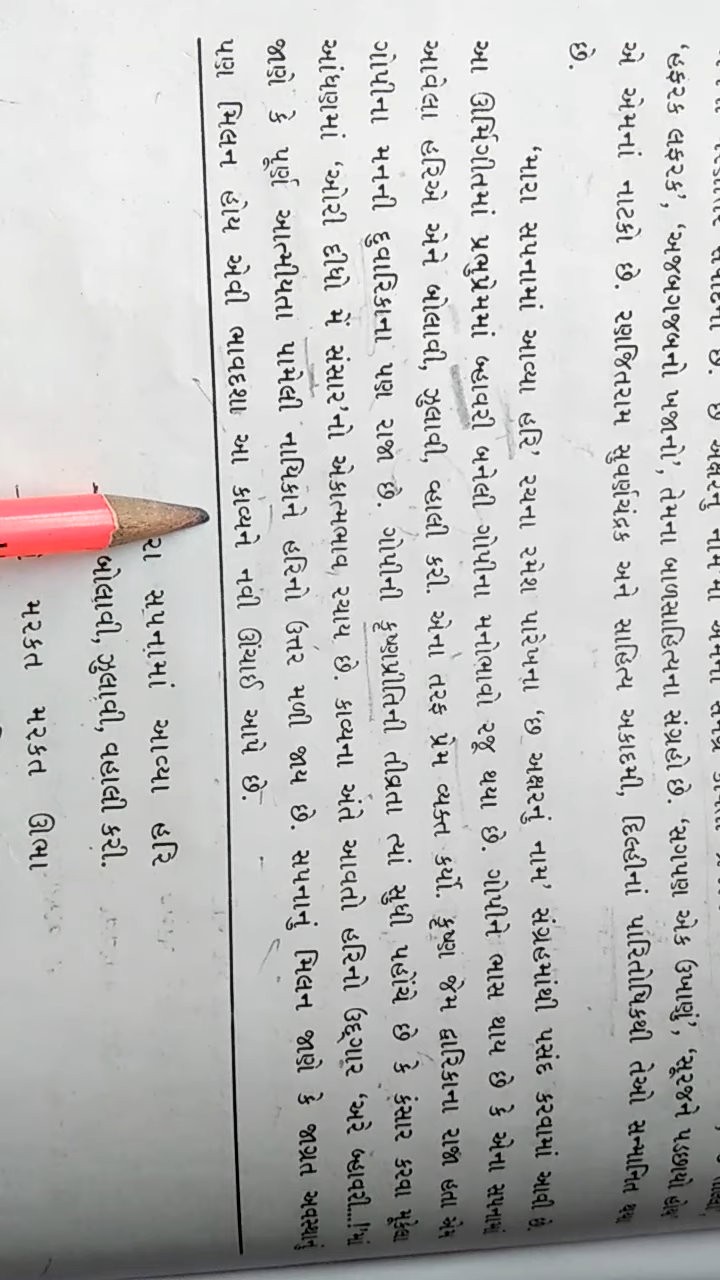 'હફરક લફરક', 'અજબગજબનો ખજાનો', તેમના બાળસાહિત્યના સંગ્રહો છે. 'સગપણ એક ઉખાણું', 'સૂરજને પડછાયો હોય'
એ એમનાં નાટકો છે. રણજિતરામ સુવર્ણચંદ્રક અને સાહિત્ય અકાદમી, દિલ્હીનાં પારિતોષિકથી તેઓ સન્માનિત થયા
છે.
'મારા સપનામાં આવ્યા હરિ' રચના રમેશ પારેખના 'છ અક્ષરનું નામ' સંગ્રહમાંથી પસંદ કરવામાં આવી છે.
આ ઊર્મિગીતમાં પ્રભુપ્રેમમાં બ્હાવરી બનેલી ગોપીના મનોભાવો રજૂ થયા છે. ગોપીને ભાસ થાય છે કે એના સપનામાં
આવેલા હરિએ એને બોલાવી, ઝુલાવી, વ્હાલી કરી. એના તરફ પ્રેમ વ્યક્ત કર્યો. કૃષ્ણ જેમ દ્વારિકાના રાજા હતા એમ
ગોપીના મનની દુવારિકાના પણ રાજા છે. ગોપીની કૃષ્ણપ્રીતિની તીવ્રતા ત્યાં સુધી પહોંચે છે કે કંસાર કરવા મૂકેલા
આંધણમાં 'ઓરી દીધો મેં સંસાર'નો એકાત્મભાવ રચાય છે. કાવ્યના અંતે આવતો હરિનો ઉદ્ગાર 'અરે બ્હાવરી...!'માં
જાણે કે પૂર્ણ આત્મીયતા પામેલી નાયિકાને હરિનો ઉત્તર મળી જાય છે. સપનાનું મિલન જાણે કે જાગ્રત અવસ્થાનું
પણ મિલન હોય એવી ભાવદશા આ કાવ્યને નવી ઊંચાઈ આપે છે.
રા સપનામાં આવ્યા હરિ
બોલાવી, ઝુલાવી, વહાલી કરી.
મરકત મરકત ઊભા